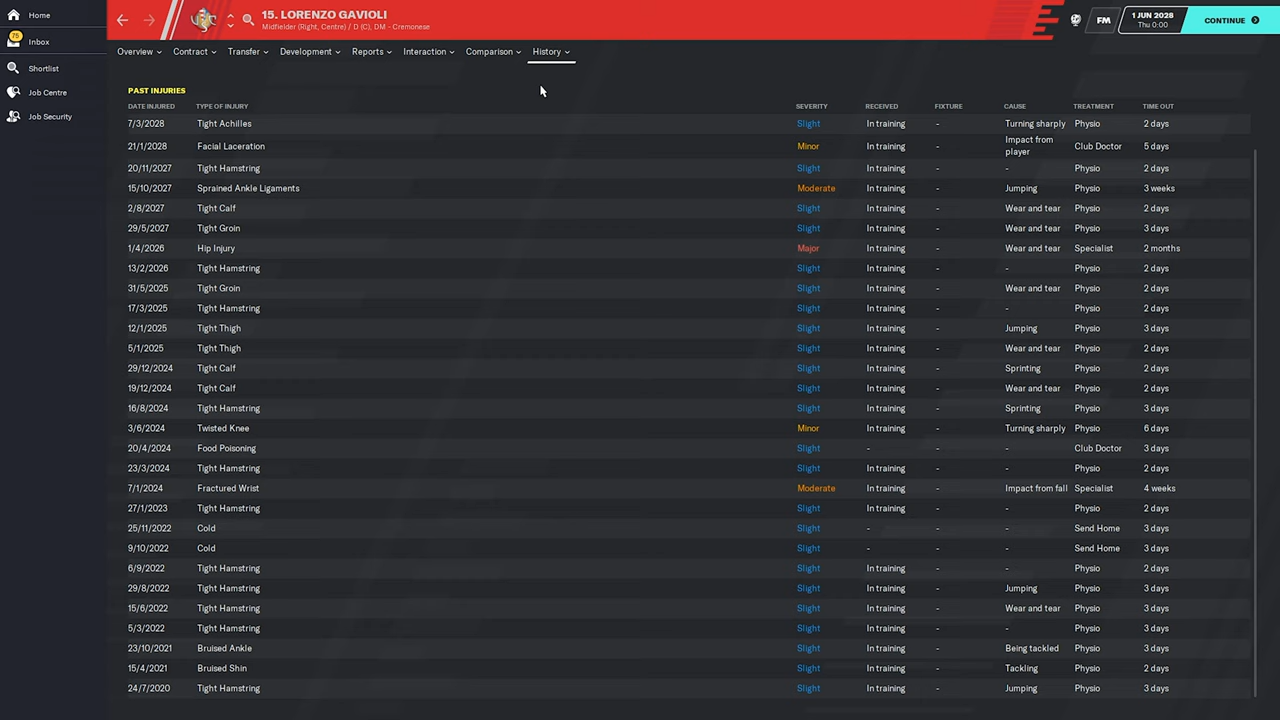 Home
15. LORENZO GAVIOLI
Midfielder (Right, Centre) / D (C), DM - Cremonese
FM
1 JUN 2028
Thu 0:00
CONTINUE
75
Inbox
Shortlist
Job Centre
Job Security
Overview Contract Transfer Development Reports Interaction Comparison History
PAST INJURIES
DATE INJURED TYPE OF INJURY SEVERITY RECEIVED FIXTURE CAUSE TREATMENT TIME OUT
7/3/2028 Tight Achilles Slight In training - Turning sharply Physio 2 days
21/1/2028 Facial Laceration Minor In training - Impact from player Club Doctor 5 days
20/11/2027 Tight Hamstring Slight In training - - Physio 2 days
15/10/2027 Sprained Ankle Ligaments Moderate In training - Jumping Physio 3 weeks
2/8/2027 Tight Calf Slight In training - Wear and tear Physio 2 days
29/5/2027 Tight Groin Slight In training - Wear and tear Physio 3 days
1/4/2026 Hip Injury Major In training - Wear and tear Specialist 2 months
13/2/2026 Tight Hamstring Slight In training - - Physio 2 days
31/5/2025 Tight Groin Slight In training - Wear and tear Physio 2 days
17/3/2025 Tight Hamstring Slight In training - - Physio 2 days
12/1/2025 Tight Thigh Slight In training - Jumping Physio 3 days
5/1/2025 Tight Thigh Slight In training - Wear and tear Physio 2 days
29/12/2024 Tight Calf Slight In training - Sprinting Physio 2 days
19/12/2024 Tight Calf Slight In training - Wear and tear Physio 2 days
16/8/2024 Tight Hamstring Slight In training - Sprinting Physio 3 days
3/6/2024 Twisted Knee Minor In training - Turning sharply Physio 6 days
20/4/2024 Food Poisoning Slight - - - Club Doctor 3 days
23/3/2024 Tight Hamstring Slight In training - - Physio 2 days
7/1/2024 Fractured Wrist Moderate In training - Impact from fall Specialist 4 weeks
27/1/2023 Tight Hamstring Slight In training - - Physio 2 days
25/11/2022 Cold Slight - - - Send Home 3 days
9/10/2022 Cold Slight - - - Send Home 3 days
6/9/2022 Tight Hamstring Slight In training - - Physio 2 days
29/8/2022 Tight Hamstring Slight In training - Jumping Physio 3 days
15/6/2022 Tight Hamstring Slight In training - Wear and tear Physio 3 days
5/3/2022 Tight Hamstring Slight In training - - Physio 3 days
23/10/2021 Bruised Ankle Slight In training - Being tackled Physio 3 days
15/4/2021 Bruised Shin Slight In training - Tackling Physio 2 days
24/7/2020 Tight Hamstring Slight In training - Jumping Physio 3 days